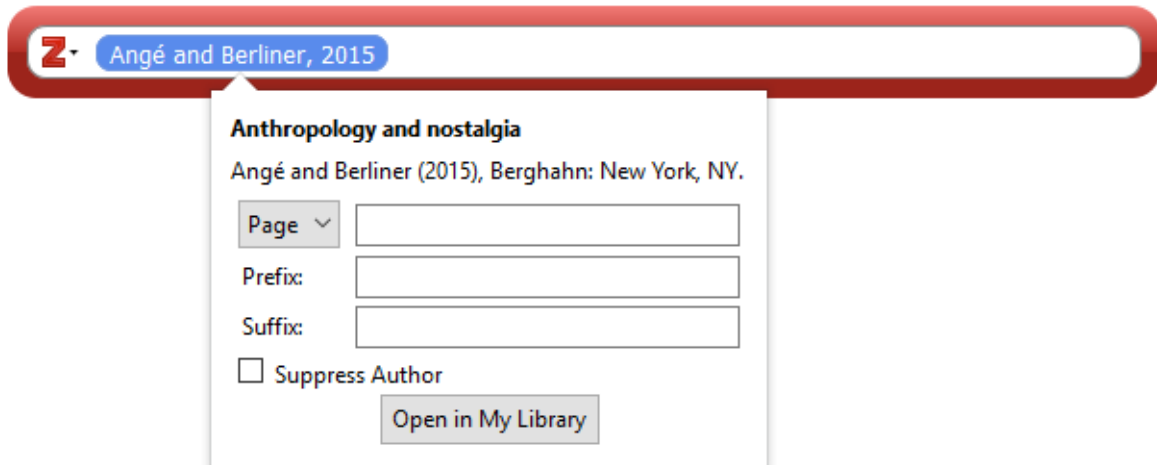 Z Angé and Berliner, 2015
Anthropology and nostalgia
Angé and Berliner (2015), Berghahn: New York, NY.
Page
Prefix:
Suffix:
Suppress Author
Open in My Library